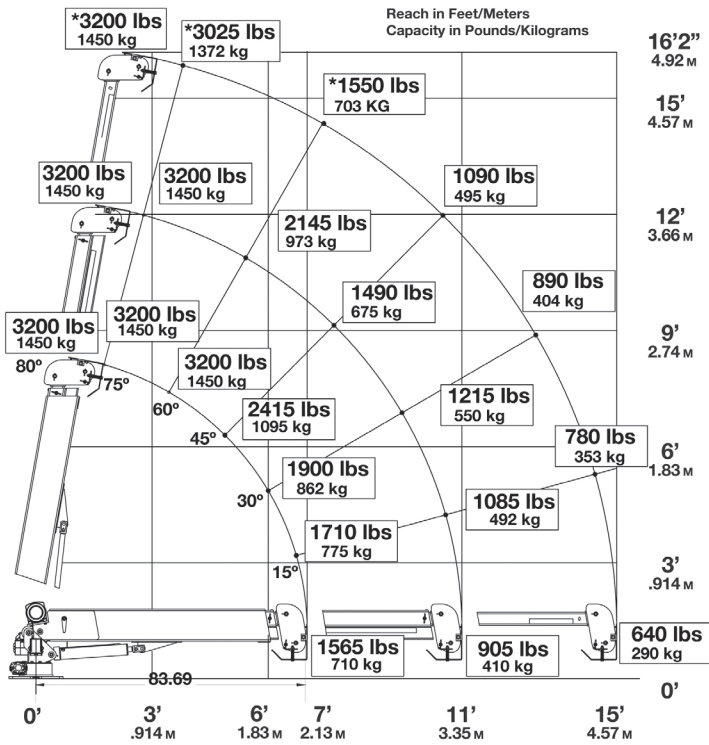 Reach in Feet/Meters
Capacity in Pounds/Kilograms
*3200 lbs
1450 kg
*3025 lbs
1372 kg
16'2”
4.92 M
*1550 lbs
703 KG
15'
4.57 M
3200 lbs
1450 kg
3200 lbs
1450 kg
1090 lbs
495 kg
12'
3.66 M
2145 lbs
973 kg
890 lbs
404 kg
1490 lbs
675 kg
3200 lbs
1450 kg
3200 lbs
1450 kg
9'
2.74 M
80º
75º
3200 lbs
1450 kg
60º
2415 lbs
1095 kg
1215 lbs
550 kg
45º
780 lbs
353 kg
6'
1.83 M
1900 lbs
862 kg
30º
1085 lbs
492 kg
1710 lbs
775 kg
15º
3'
.914 M
1565 lbs
710 kg
905 lbs
410 kg
640 lbs
290 kg
83.69
0'
0'
3'
.914 M
6'
1.83 M
7'
2.13 M
11'
3.35 M
15'
4.57 M